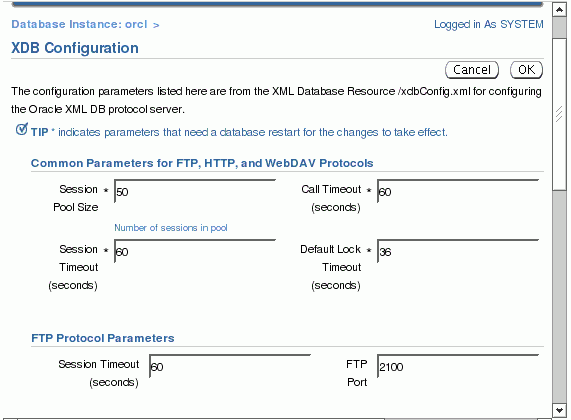 Database Instance: orcl >
Logged in As SYSTEM
XDB Configuration
Cancel OK
The configuration parameters listed here are from the XML Database Resource /xdbConfig.xml for configuring
the Oracle XML DB protocol server.
TIP * indicates parameters that need a database restart for the changes to take effect.
Common Parameters for FTP, HTTP, and WebDAV Protocols
Session * 50
Pool Size
Number of sessions in pool
Call Timeout * 60
(seconds)
Session * 60
Timeout
(seconds)
Default Lock * 36
Timeout
(seconds)
FTP Protocol Parameters
Session Timeout 60
(seconds)
FTP 2100
Port